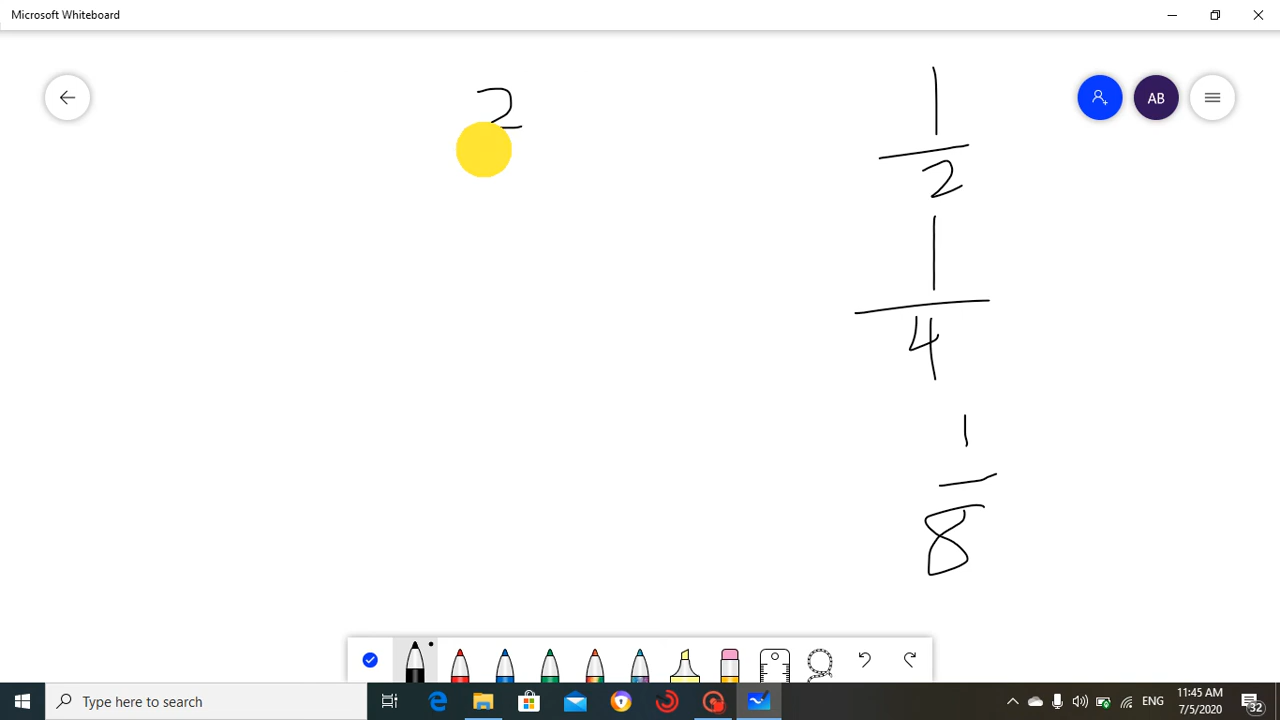 Microsoft Whiteboard
2
1
2
1
4
1
8
AB
Type here to search
ENG
11:45 AM
7/5/2020
32